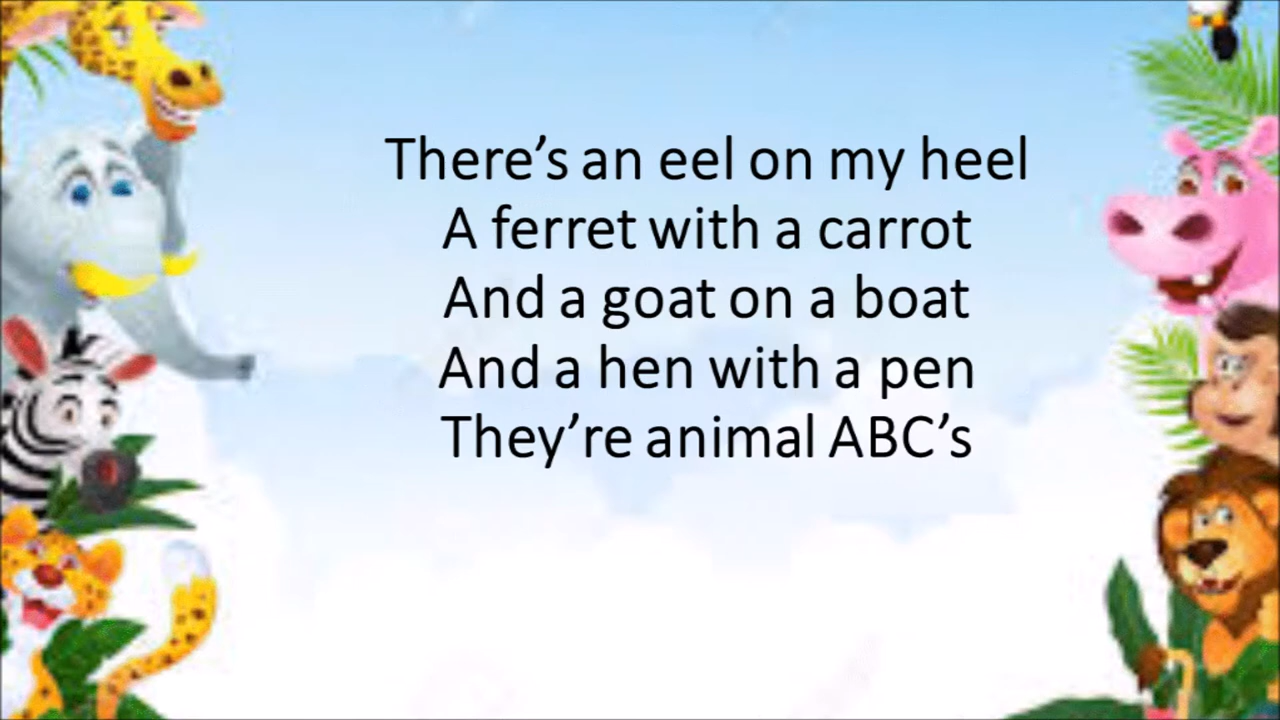 There’s an eel on my heel
A ferret with a carrot
And a goat on a boat
And a hen with a pen
They’re animal ABC’s